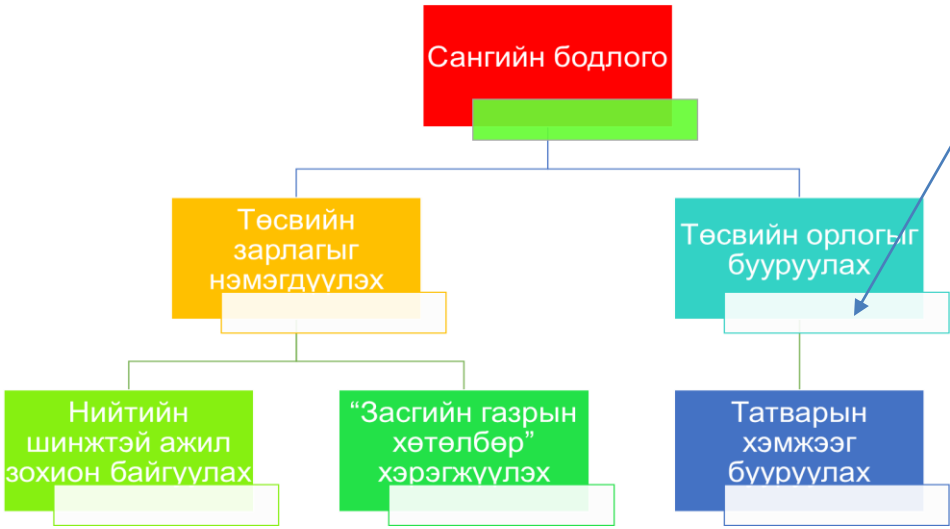 Сангийн бодлого
Төсвийн
зарлагыг
нэмэгдүүлэх
Төсвийн орлогыг
бууруулах
Нийтийн
шинжтэй ажил
зохион байгуулах
“Засгийн газрын
хөтөлбөр”
хэрэгжүүлэх
Татварын
хэмжээг
бууруулах